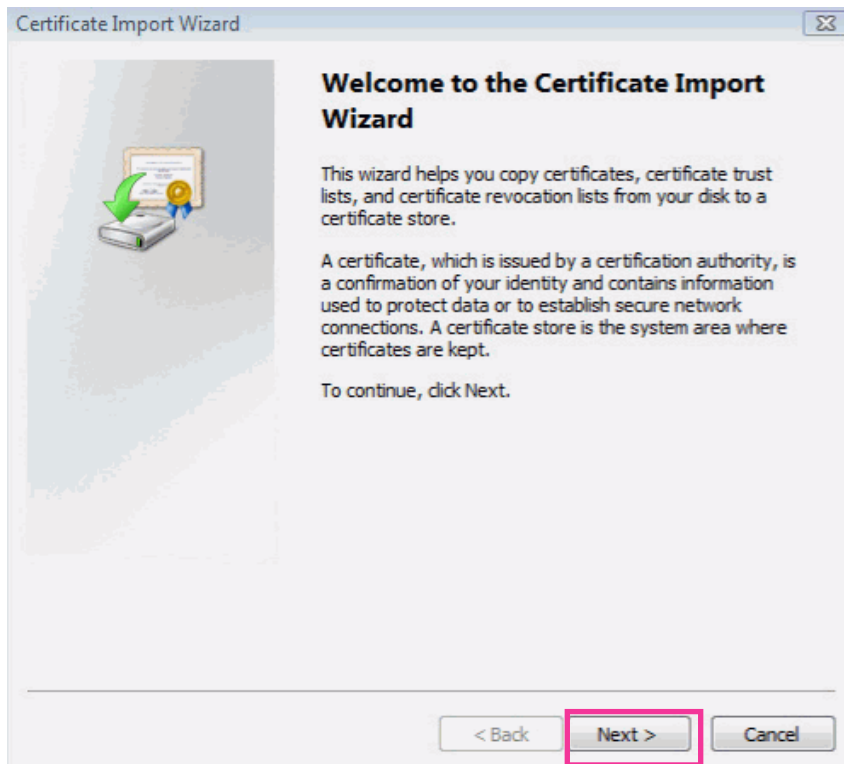 Certificate Import Wizard
Welcome to the Certificate Import
Wizard
This wizard helps you copy certificates, certificate trust
lists, and certificate revocation lists from your disk to a
certificate store.
A certificate, which is issued by a certification authority, is
a confirmation of your identity and contains information
used to protect data or to establish secure network
connections. A certificate store is the system area where
certificates are kept.
To continue, click Next.
< Back Next > Cancel